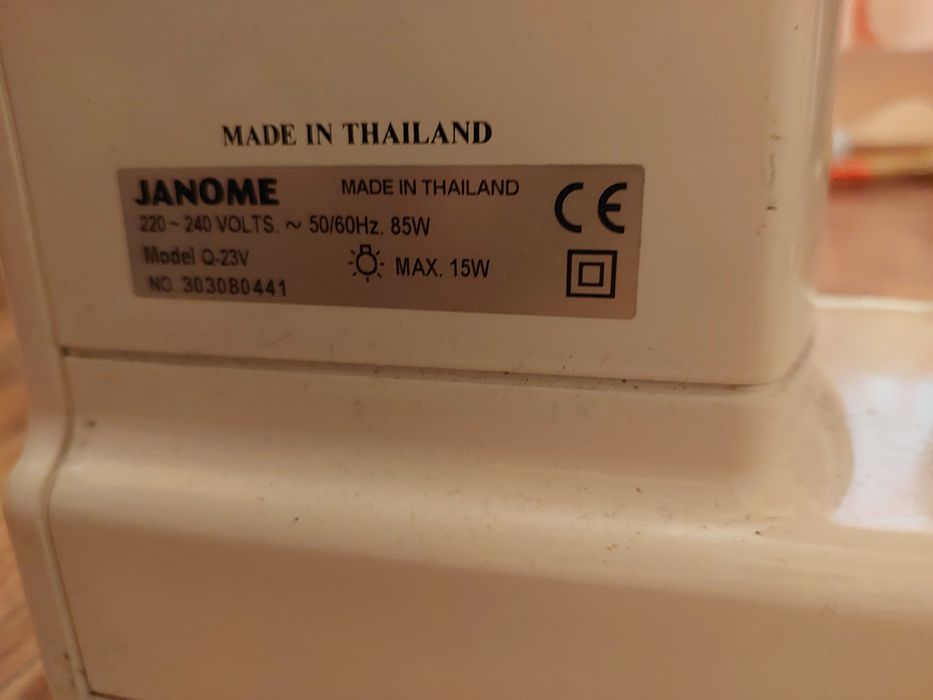 MADE IN THAILAND
JANOME MADE IN THAILAND
220 ~ 240 VOLTS. ~ 50/60Hz. 85W
Model Q-23V MAX. 15W
NO. 303080441
CE